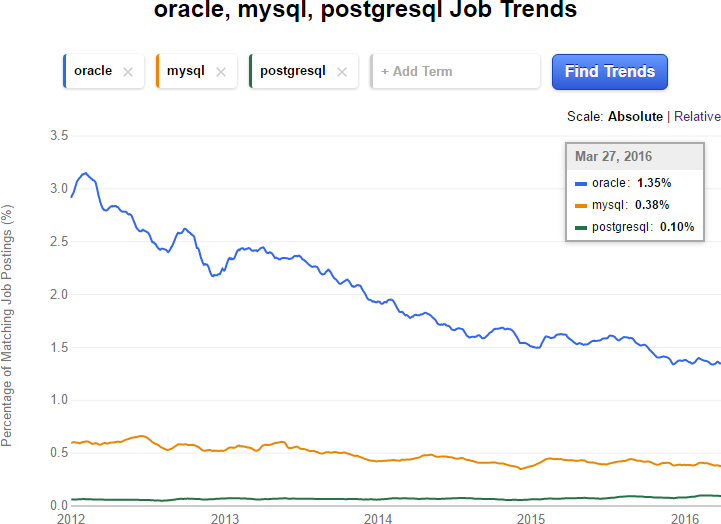 oracle, mysql, postgresql Job Trends
oracle × mysql × postgresql × + Add Term Find Trends
Scale: Absolute | Relative
Percentage of Matching Job Postings (%)
3.5
3.0
2.5
2.0
1.5
1.0
0.5
0.0
Mar 27, 2016
oracle: 1.35%
mysql: 0.38%
postgresql: 0.10%
2012 2013 2014 2015 2016